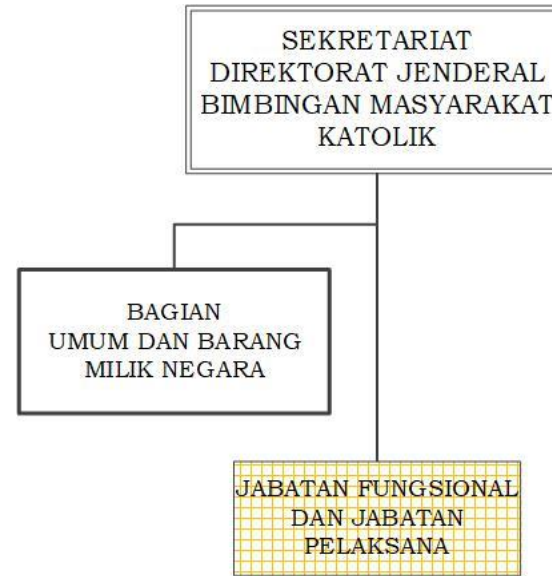 SEKRETARIAT
DIREKTORAT JENDERAL
BIMBINGAN MASYARAKAT
KATOLIK
BAGIAN
UMUM DAN BARANG
MILIK NEGARA
JABATAN FUNGSIONAL
DAN JABATAN
PELAKSANA